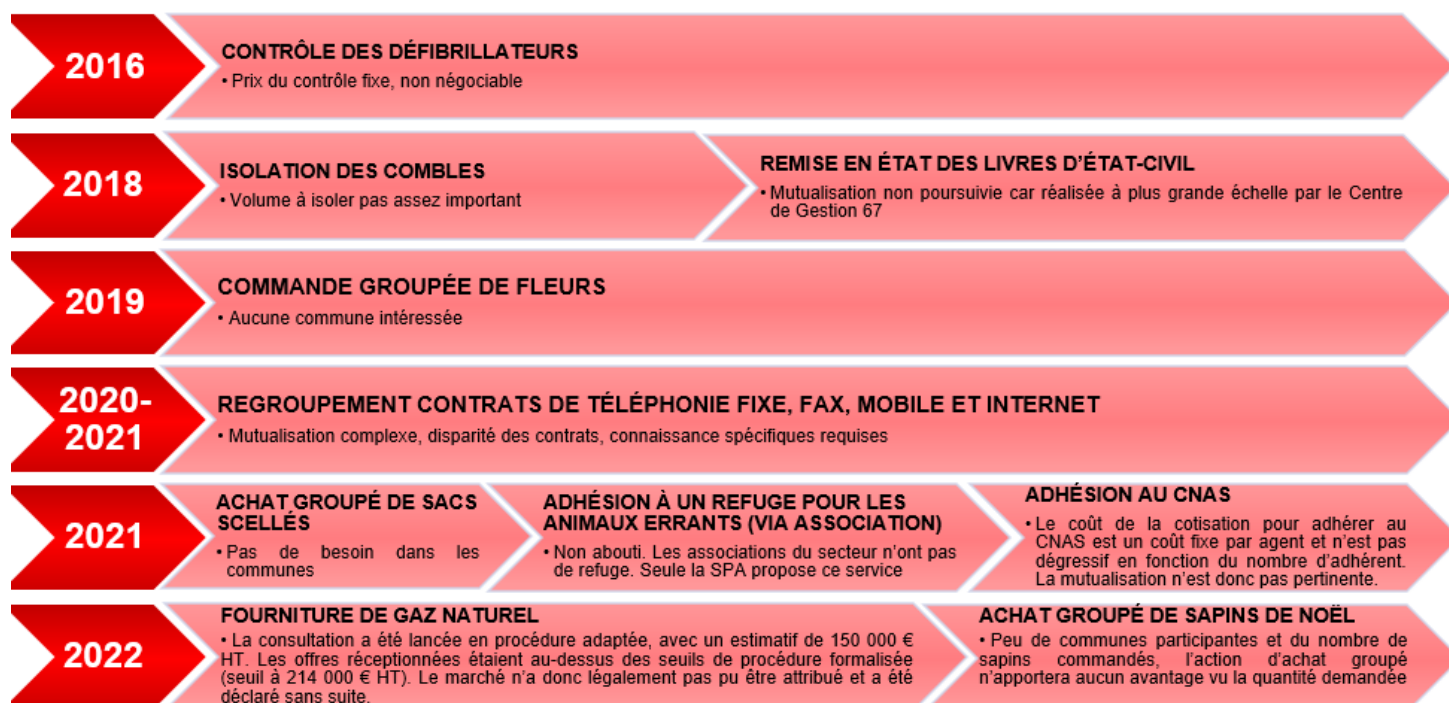 2016
CONTRÔLE DES DÉFIBRILLATEURS
• Prix du contrôle fixe, non négociable
2018
ISOLATION DES COMBLES
• Volume à isoler pas assez important
REMISE EN ÉTAT DES LIVRES D'ÉTAT-CIVIL
• Mutualisation non poursuivie car réalisée à plus grande échelle par le Centre
de Gestion 67
2019
COMMANDE GROUPÉE DE FLEURS
• Aucune commune intéressée
2020-
2021
REGROUPEMENT CONTRATS DE TÉLÉPHONIE FIXE, FAX, MOBILE ET INTERNET
• Mutualisation complexe, disparité des contrats, connaissance spécifiques requises
2021
ACHAT GROUPÉ DE SACS
SCELLÉS
• Pas de besoin dans les
communes
ADHÉSION À UN REFUGE POUR LES
ANIMAUX ERRANTS (VIA ASSOCIATION)
• Non abouti. Les associations du secteur n'ont pas
de refuge. Seule la SPA propose ce service
ADHÉSION AU CNAS
• Le coût de la cotisation pour adhérer au
CNAS est un coût fixe par agent et n'est pas
dégressif en fonction du nombre d'adhérent.
La mutualisation n'est donc pas pertinente.
2022
FOURNITURE DE GAZ NATUREL
• La consultation a été lancée en procédure adaptée, avec un estimatif de 150 000 €
HT. Les offres réceptionnées étaient au-dessus des seuils de procédure formalisée
(seuil à 214 000 € HT). Le marché n'a donc légalement pas pu être attribué et a été
déclaré sans suite.
ACHAT GROUPÉ DE SAPINS DE NOËL
• Peu de communes participantes et du nombre de
sapins commandés, l'action d'achat groupé
n'apportera aucun avantage vu la quantité demandée